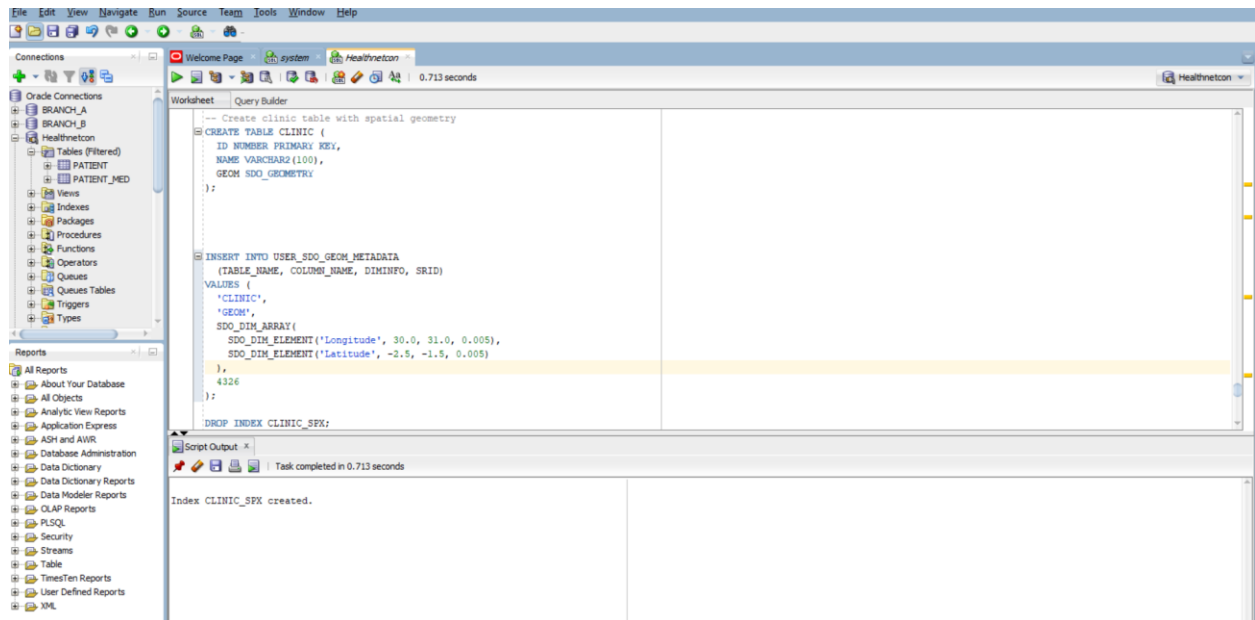 File Edit View Navigate Run Source Team Tools Window Help
Connections
Oracle Connections
BRANCH_A
BRANCH_B
Healthnetcon
Tables (Filtered)
PATIENT
PATIENT_MED
Views
Indexes
Packages
Procedures
Functions
Operators
Queues
Queues Tables
Triggers
Types
Reports
All Reports
About Your Database
All Objects
Analytic View Reports
Application Express
ASH and AWR
Database Administration
Data Dictionary
Data Dictionary Reports
Data Modeler Reports
OLAP Reports
PLSQL
Security
Streams
Table
TimesTen Reports
User Defined Reports
XML
Welcome Page system Healthnetcon
0.713 seconds Healthnetcon
Worksheet Query Builder
-- Create clinic table with spatial geometry
CREATE TABLE CLINIC (
ID NUMBER PRIMARY KEY,
NAME VARCHAR2(100),
GEOM SDO_GEOMETRY
);
INSERT INTO USER_SDO_GEOM_METADATA
(TABLE_NAME, COLUMN_NAME, DIMINFO, SRID)
VALUES (
'CLINIC',
'GEOM',
SDO_DIM_ARRAY(
SDO_DIM_ELEMENT('Longitude', 30.0, 31.0, 0.005),
SDO_DIM_ELEMENT('Latitude', -2.5, -1.5, 0.005)
),
4326
);
DROP INDEX CLINIC_SPX;
Script Output
Task completed in 0.713 seconds
Index CLINIC_SPX created.